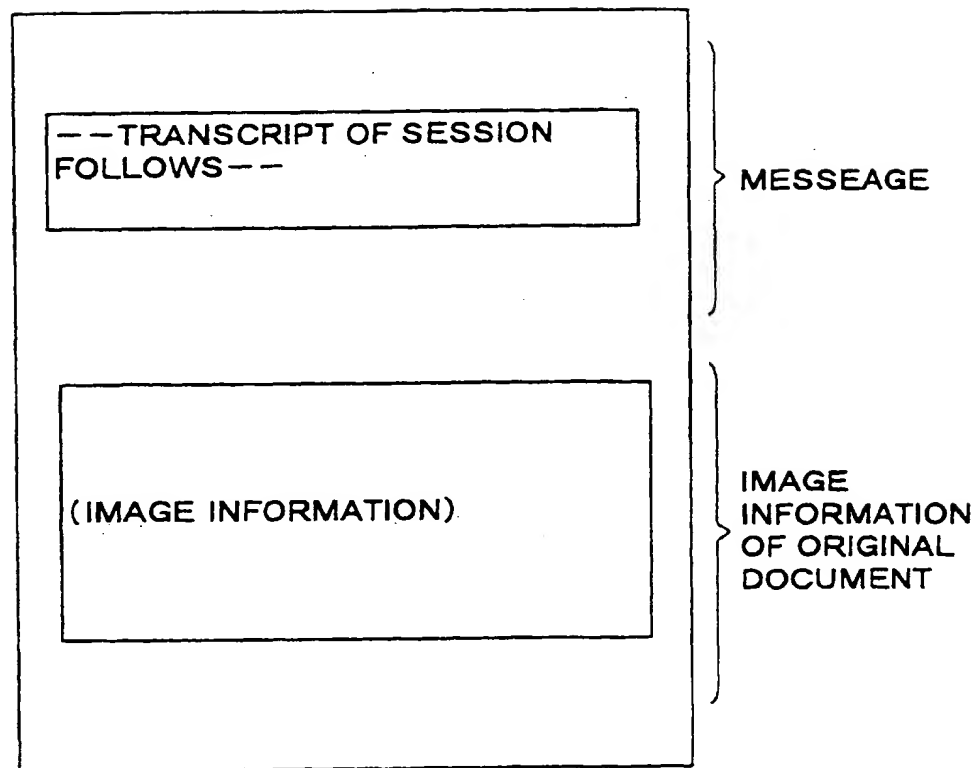 ——TRANSCRIPT OF SESSION
FOLLOWS——
MESSEAGE
(IMAGE INFORMATION)
IMAGE
INFORMATION
OF ORIGINAL
DOCUMENT